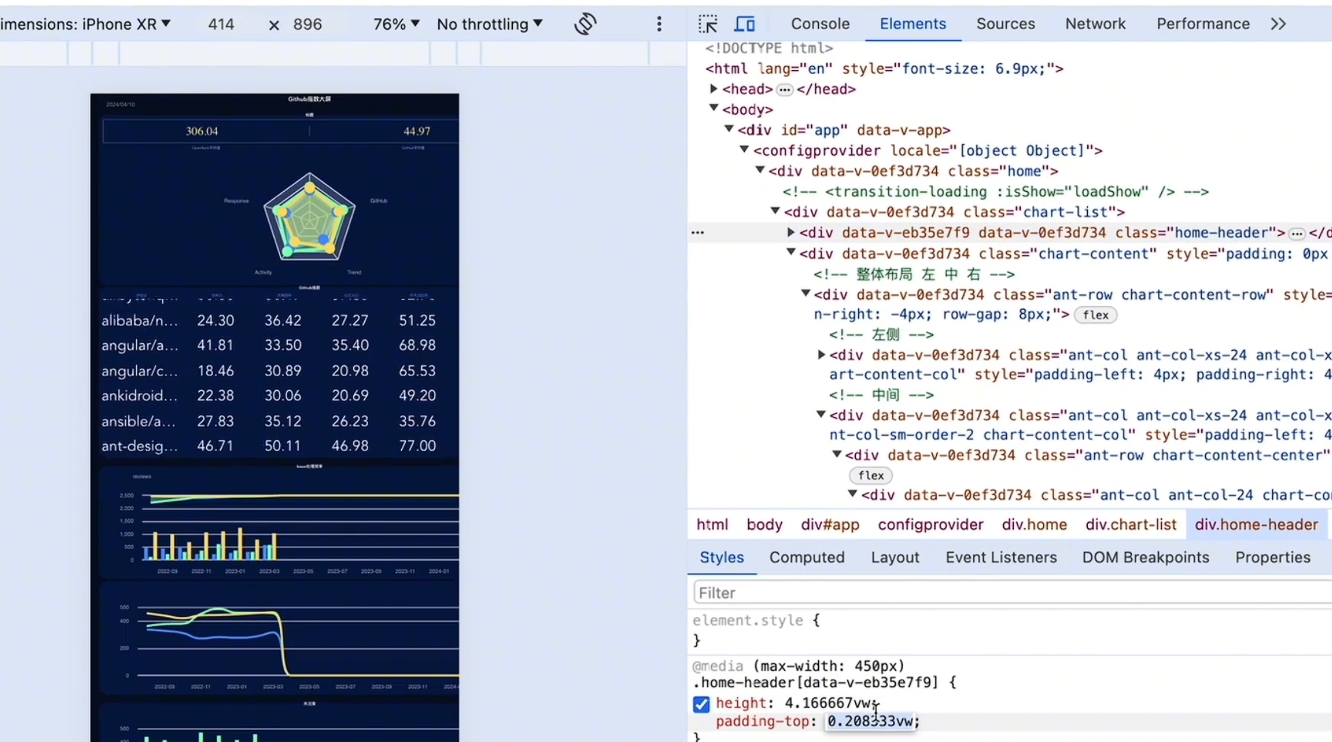 imensions: iPhone XR ▼ 414 × 896 76% ▼ No throttling ▼
Console Elements Sources Network Performance
2024/04/10
Github指数大屏
306.04 44.97
Response GitHub
Activity Trend
Github指数
alibaba/n... 24.30 36.42 27.27 51.25
angular/a... 41.81 33.50 35.40 68.98
angular/c... 18.46 30.89 20.98 65.53
ankidroid... 22.38 30.06 20.69 49.20
ansible/a... 27.83 35.12 26.23 35.76
ant-desig... 46.71 50.11 46.98 77.00
reviews
2,500
2,000
1,500
1,000
500
0
2022-09 2022-11 2023-01 2023-03 2023-05 2023-07 2023-09 2023-11 2024-01
500
400
200
0
2022-09 2022-11 2023-01 2023-03 2023-05 2023-07 2023-09 2023-11
500
<!DOCTYPE html>
<html lang="en" style="font-size: 6.9px;">
▶ <head> ⋯ </head>
▼ <body>
▼ <div id="app" data-v-app>
▼ <configprovider locale="[object Object]">
▼ <div data-v-0ef3d734 class="home">
<!-- <transition-loading :isShow="loadShow" /> -->
▼ <div data-v-0ef3d734 class="chart-list">
⋯ ▶ <div data-v-eb35e7f9 data-v-0ef3d734 class="home-header"> ⋯ </d
▼ <div data-v-0ef3d734 class="chart-content" style="padding: 0px
<!-- 整体布局 左 中 右 -->
▼ <div data-v-0ef3d734 class="ant-row chart-content-row" style=
n-right: -4px; row-gap: 8px;"> flex
<!-- 左侧 -->
▶ <div data-v-0ef3d734 class="ant-col ant-col-xs-24 ant-col-x
art-content-col" style="padding-left: 4px; padding-right: 4
<!-- 中间 -->
▼ <div data-v-0ef3d734 class="ant-col ant-col-xs-24 ant-col-x
nt-col-sm-order-2 chart-content-col" style="padding-left: 4
▼ <div data-v-0ef3d734 class="ant-row chart-content-center"
flex
▼ <div data-v-0ef3d734 class="ant-col ant-col-24 chart-co
html body div#app configprovider div.home div.chart-list div.home-header
Styles Computed Layout Event Listeners DOM Breakpoints Properties
Filter
element.style {
}
@media (max-width: 450px)
.home-header[data-v-eb35e7f9] {
height: 4.166667vw;
padding-top: 0.208333vw;
}